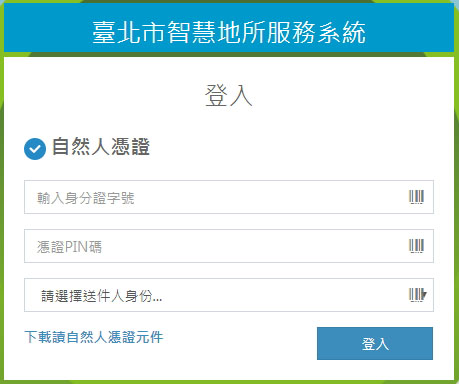 臺北市智慧地所服務系統
登入
自然人憑證
輸入身分證字號
憑證PIN碼
請選擇送件人身份...
下載讀自然人憑證元件
登入